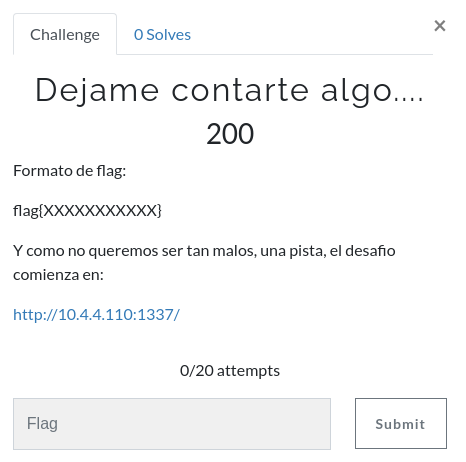 Challenge
0 Solves
×
Dejame contarte algo....
200
Formato de flag:
flag{XXXXXXXXXXX}
Y como no queremos ser tan malos, una pista, el desafio
comienza en:
http://10.4.4.110:1337/
0/20 attempts
Flag
Submit